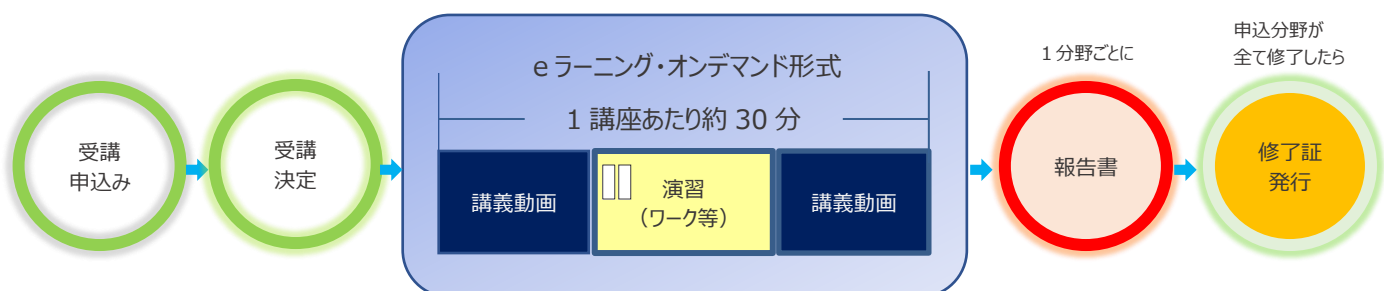 受講
申込み
受講
決定
eラーニング・オンデマンド形式
1 講座あたり約 30 分
講義動画
演習
（ワーク等）
講義動画
1分野ごとに
報告書
申込分野が
全て修了したら
修了証
発行